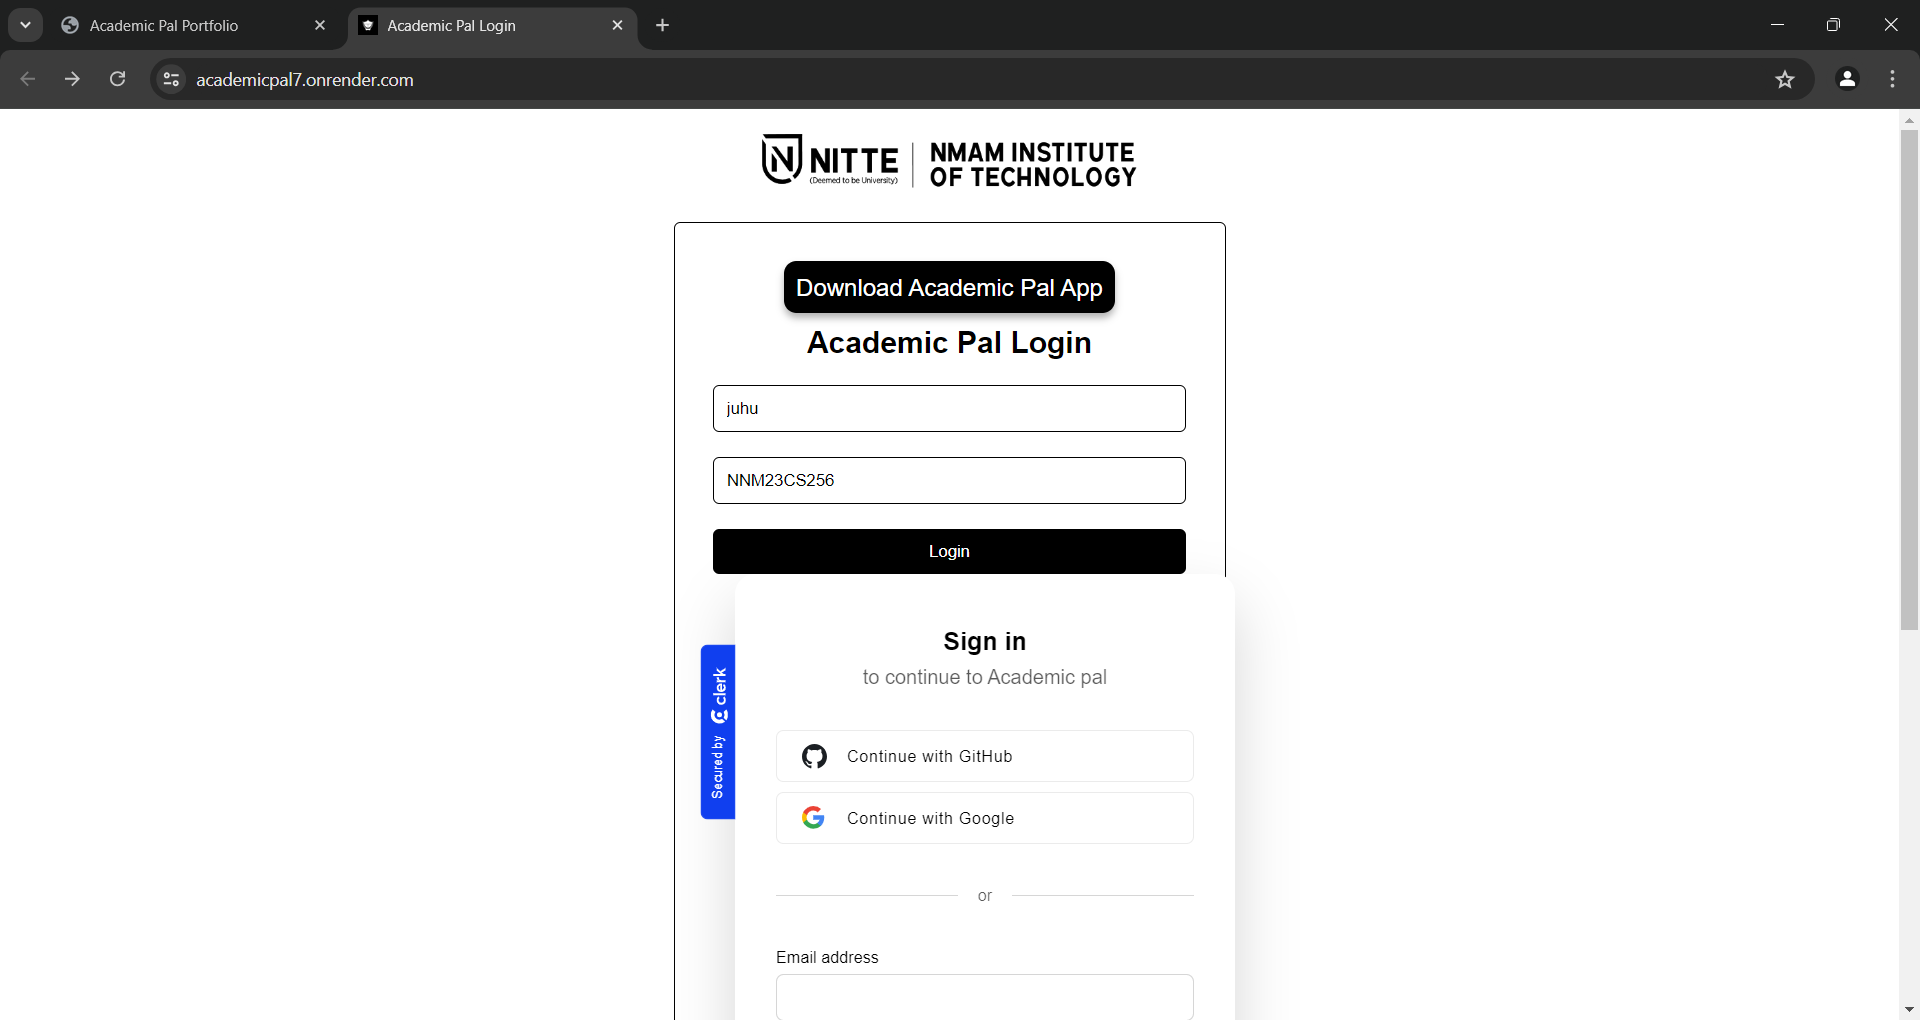 Academic Pal Portfolio
Academic Pal Login
academicpal7.onrender.com
NITTE
(Deemed to be University)
NMAM INSTITUTE
OF TECHNOLOGY
Download Academic Pal App
Academic Pal Login
juhu
NNM23CS256
Login
Sign in
to continue to Academic pal
Secured by clerk
Continue with GitHub
Continue with Google
or
Email address